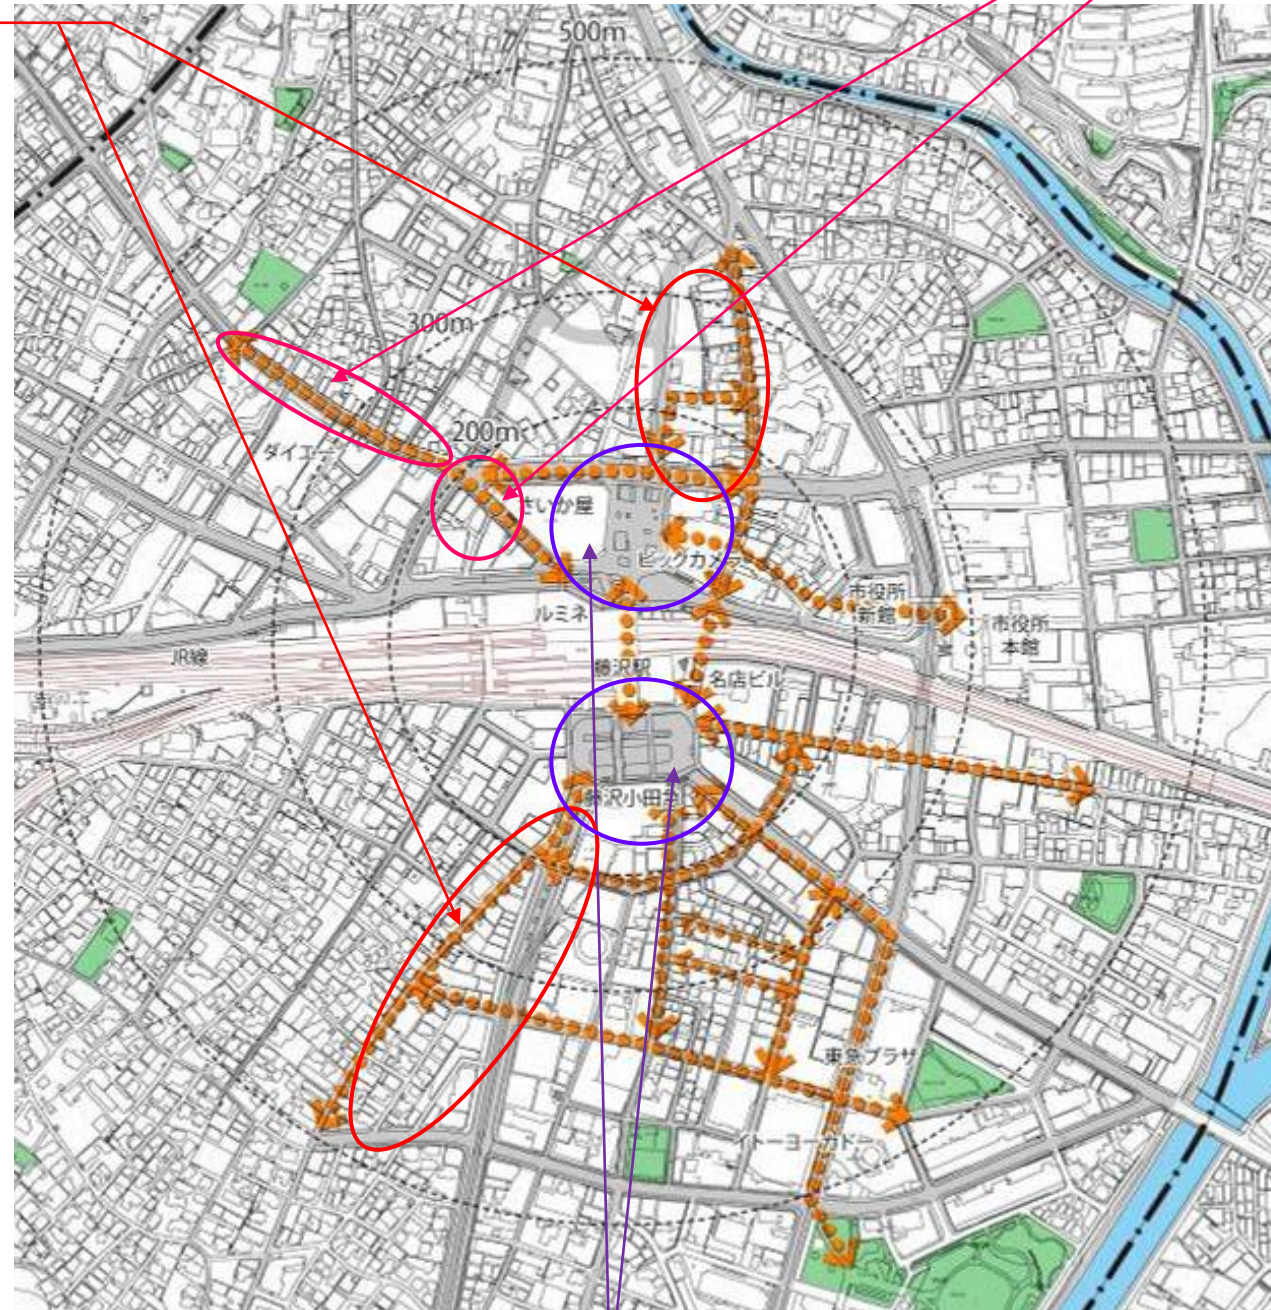 500m
300m
200m
ダイエー
さいか屋
ビックカメラ
市役所
新館
市役所
本館
ルミネ
JR線
藤沢駅
名店ビル
藤沢小田急ビル
東急プラザ
イトーヨーカドー